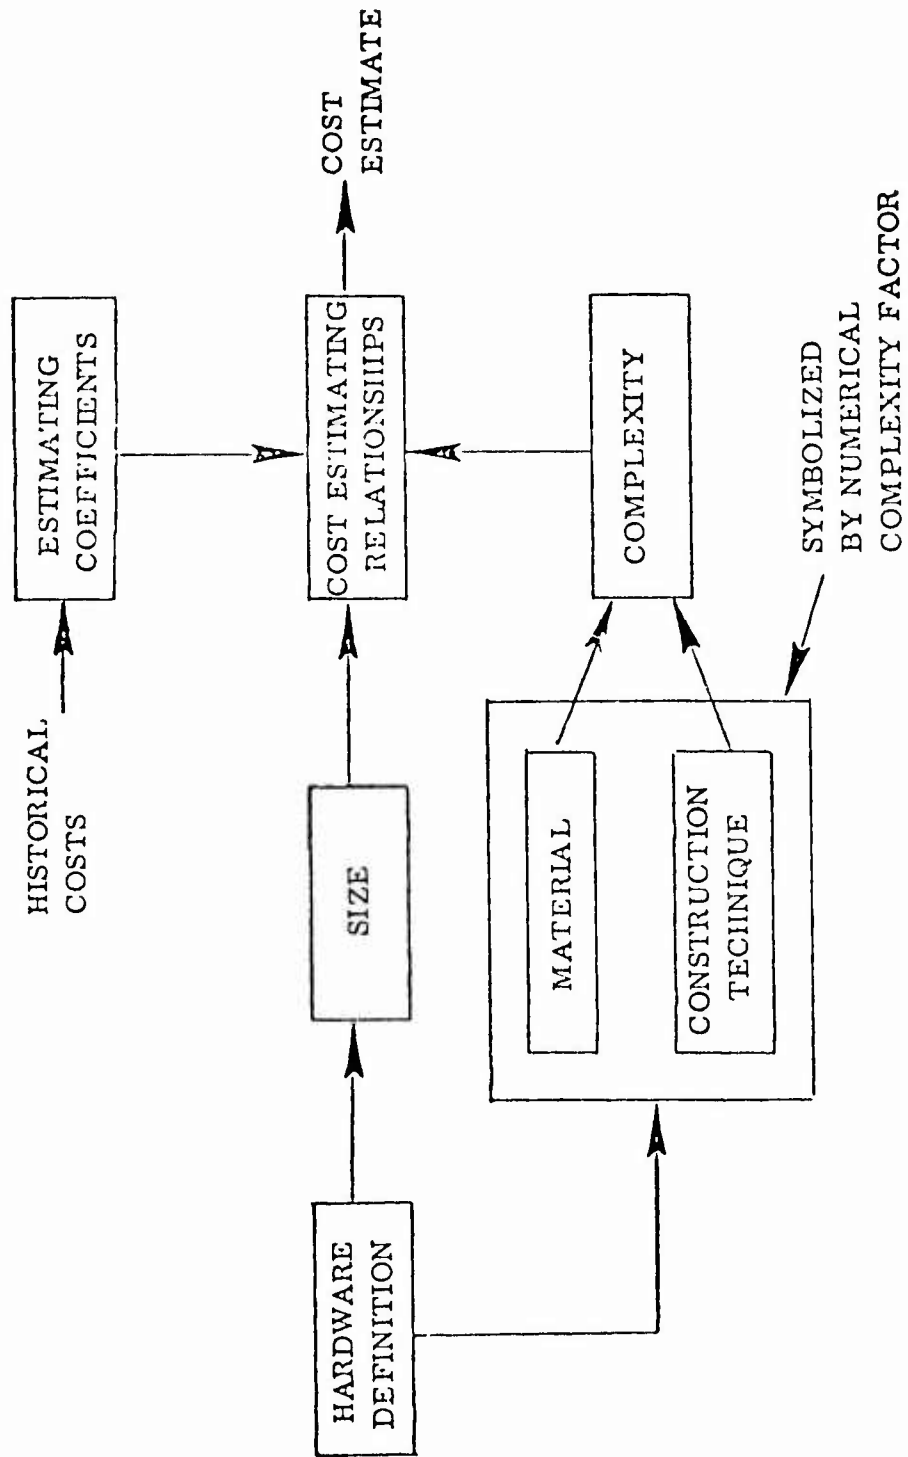 HISTORICAL
COSTS
ESTIMATING
COEFFICIENTS
HARDWARE
DEFINITION
SIZE
COST ESTIMATING
RELATIONSHIPS
COST
ESTIMATE
MATERIAL
CONSTRUCTION
TECHNIQUE
COMPLEXITY
SYMBOLIZED
BY NUMERICAL
COMPLEXITY FACTOR